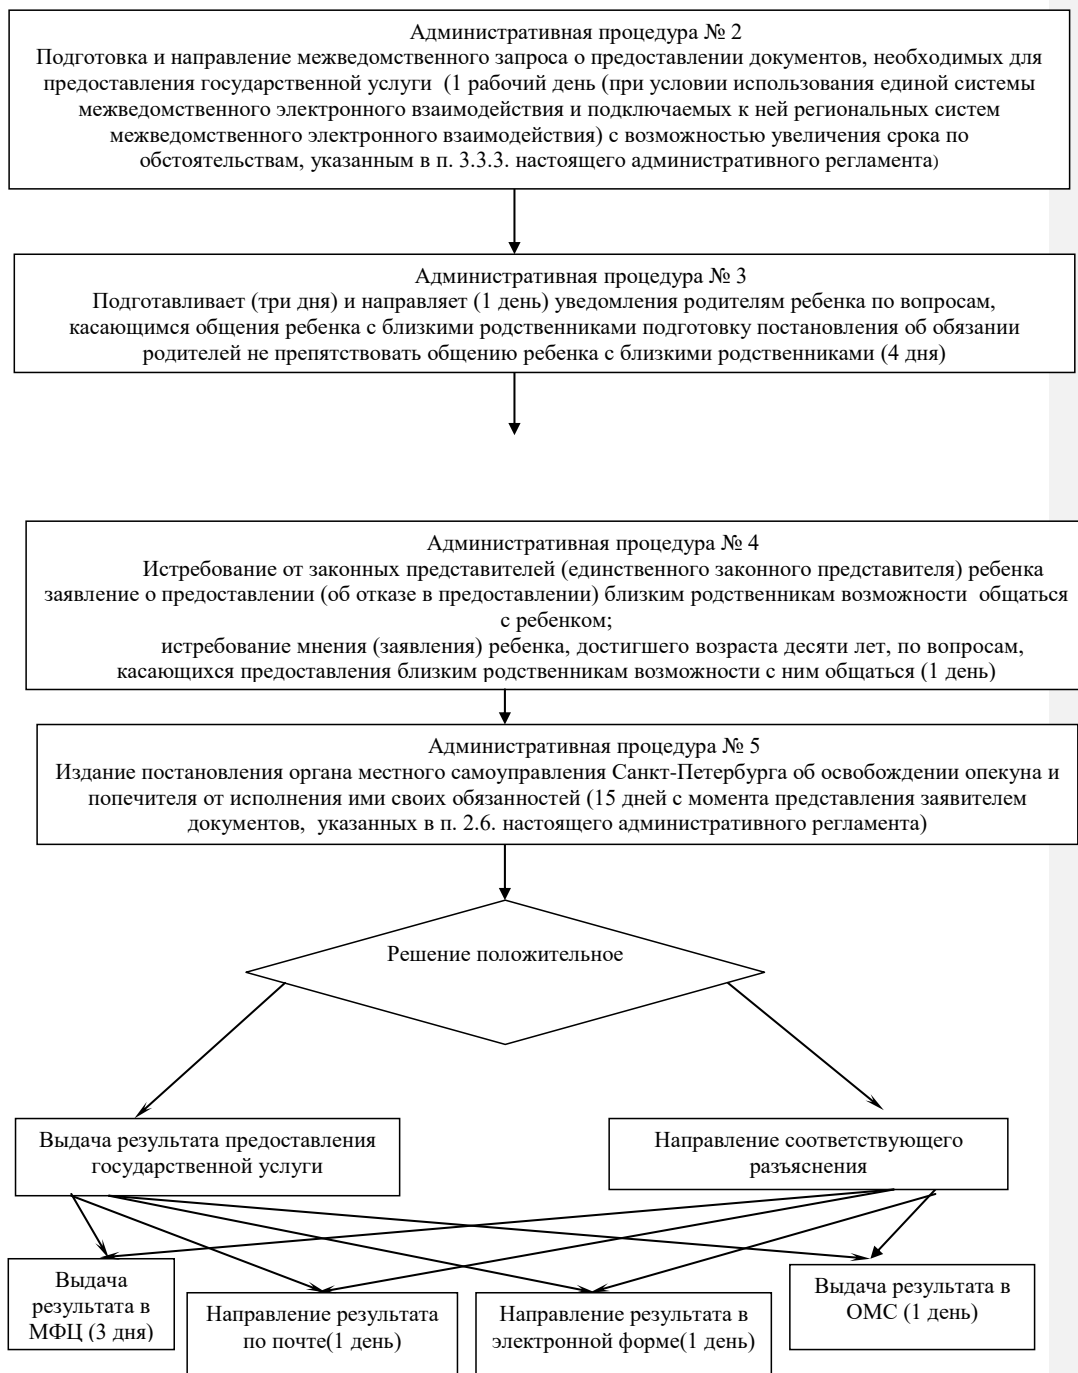 Административная процедура № 2
Подготовка и направление межведомственного запроса о предоставлении документов, необходимых для
предоставления государственной услуги (1 рабочий день (при условии использования единой системы
межведомственного электронного взаимодействия и подключаемых к ней региональных систем
межведомственного электронного взаимодействия) с возможностью увеличения срока по
обстоятельствам, указанным в п. 3.3.3. настоящего административного регламента)
Административная процедура № 3
Подготавливает (три дня) и направляет (1 день) уведомления родителям ребенка по вопросам,
касающимся общения ребенка с близкими родственниками подготовку постановления об обязании
родителей не препятствовать общению ребенка с близкими родственниками (4 дня)
Административная процедура № 4
Истребование от законных представителей (единственного законного представителя) ребенка
заявление о предоставлении (об отказе в предоставлении) близким родственникам возможности общаться
с ребенком;
истребование мнения (заявления) ребенка, достигшего возраста десяти лет, по вопросам,
касающихся предоставления близким родственникам возможности с ним общаться (1 день)
Административная процедура № 5
Издание постановления органа местного самоуправления Санкт-Петербурга об освобождении опекуна и
попечителя от исполнения ими своих обязанностей (15 дней с момента представления заявителем
документов, указанных в п. 2.6. настоящего административного регламента)
Решение положительное
Выдача результата предоставления
государственной услуги
Направление соответствующего
разъяснения
Выдача
результата в
МФЦ (3 дня)
Направление результата
по почте(1 день)
Направление результата в
электронной форме(1 день)
Выдача результата в
ОМС (1 день)